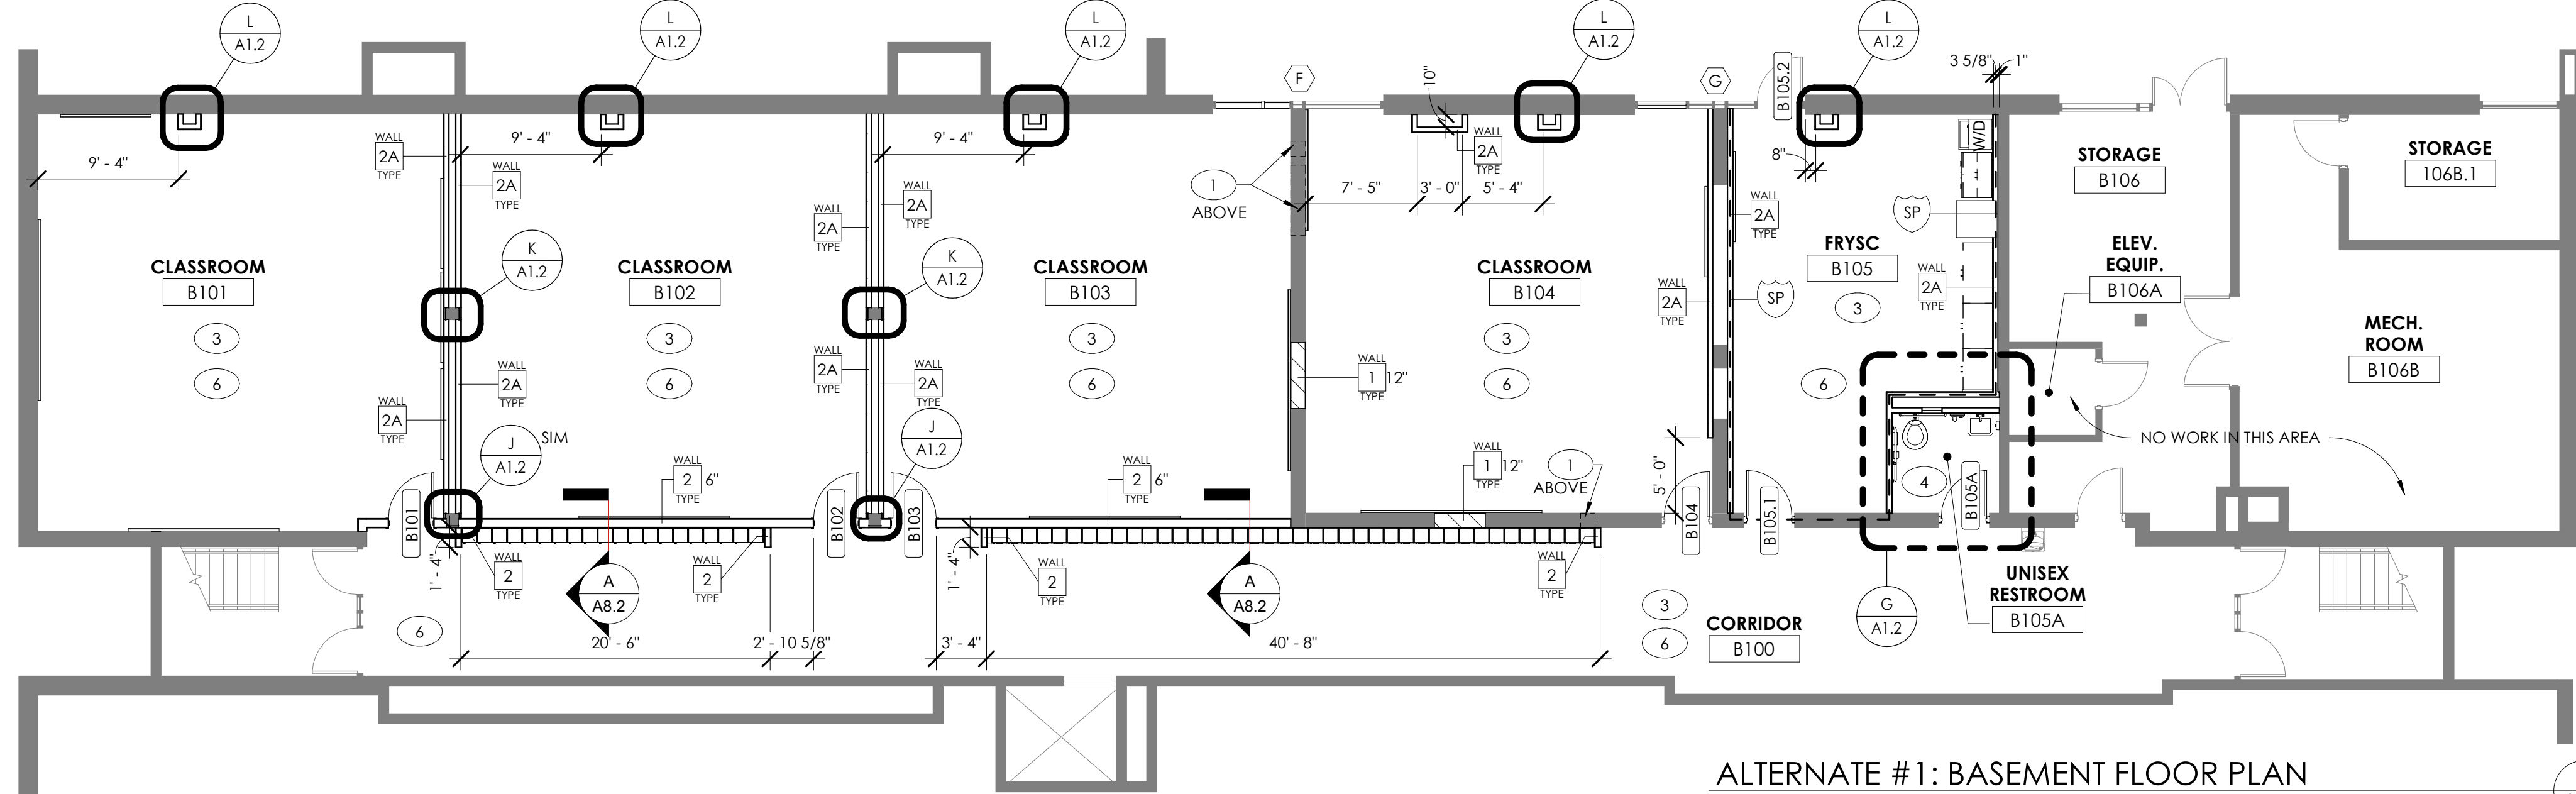 L
A1.2
L
A1.2
L
A1.2
L
A1.2
L
A1.2
F
G
B105.2
3 5/8"
1"
10"
9' - 4"
9' - 4"
9' - 4"
WALL
2A
TYPE
WALL
2A
TYPE
WALL
2A
TYPE
WALL
2A
TYPE
1
ABOVE
7' - 5"
3' - 0"
5' - 4"
WALL
2A
TYPE
8"
W/D
WALL
2A
TYPE
SP
STORAGE
B106
STORAGE
106B.1
CLASSROOM
B101
3
6
K
A1.2
CLASSROOM
B102
3
6
K
A1.2
CLASSROOM
B103
3
6
CLASSROOM
B104
3
6
WALL
2A
TYPE
SP
FRYSC
B105
3
6
WALL
2A
TYPE
ELEV.
EQUIP.
B106A
MECH.
ROOM
B106B
WALL
2A
TYPE
WALL
2A
TYPE
WALL
2A
TYPE
WALL
2A
TYPE
WALL
1
TYPE
12"
J
A1.2
SIM
J
A1.2
WALL
2
TYPE
6"
WALL
2
TYPE
6"
WALL
1
TYPE
12"
1
ABOVE
5' - 0"
4
NO WORK IN THIS AREA
B101
B102
B103
B104
B105.1
B105A
1' - 4"
WALL
2
TYPE
A
A8.2
WALL
2
TYPE
1' - 4"
WALL
2
TYPE
A
A8.2
WALL
2
TYPE
UNISEX
RESTROOM
B105A
G
A1.2
6
20' - 6"
2' - 10 5/8"
3' - 4"
40' - 8"
3
6
CORRIDOR
B100
ALTERNATE #1: BASEMENT FLOOR PLAN